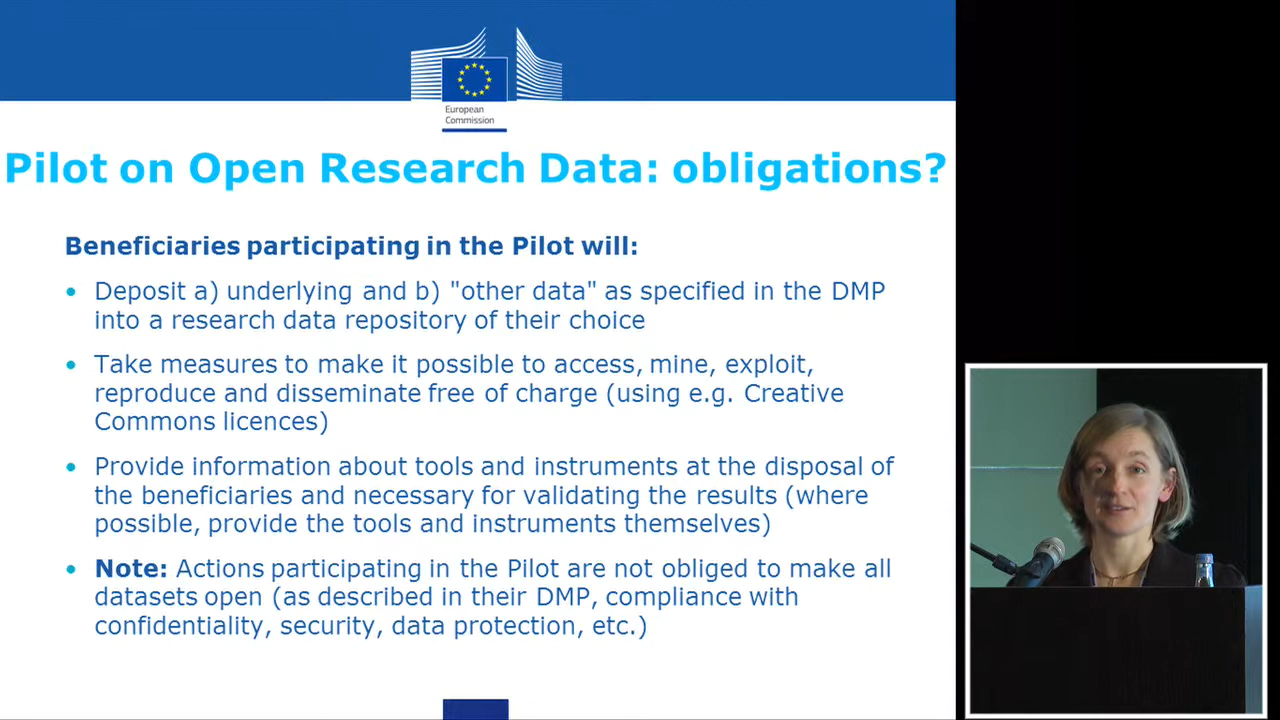 European
Commission
Pilot on Open Research Data: obligations?
Beneficiaries participating in the Pilot will:
• Deposit a) underlying and b) "other data" as specified in the DMP
into a research data repository of their choice
• Take measures to make it possible to access, mine, exploit,
reproduce and disseminate free of charge (using e.g. Creative
Commons licences)
• Provide information about tools and instruments at the disposal of
the beneficiaries and necessary for validating the results (where
possible, provide the tools and instruments themselves)
• Note: Actions participating in the Pilot are not obliged to make all
datasets open (as described in their DMP, compliance with
confidentiality, security, data protection, etc.)